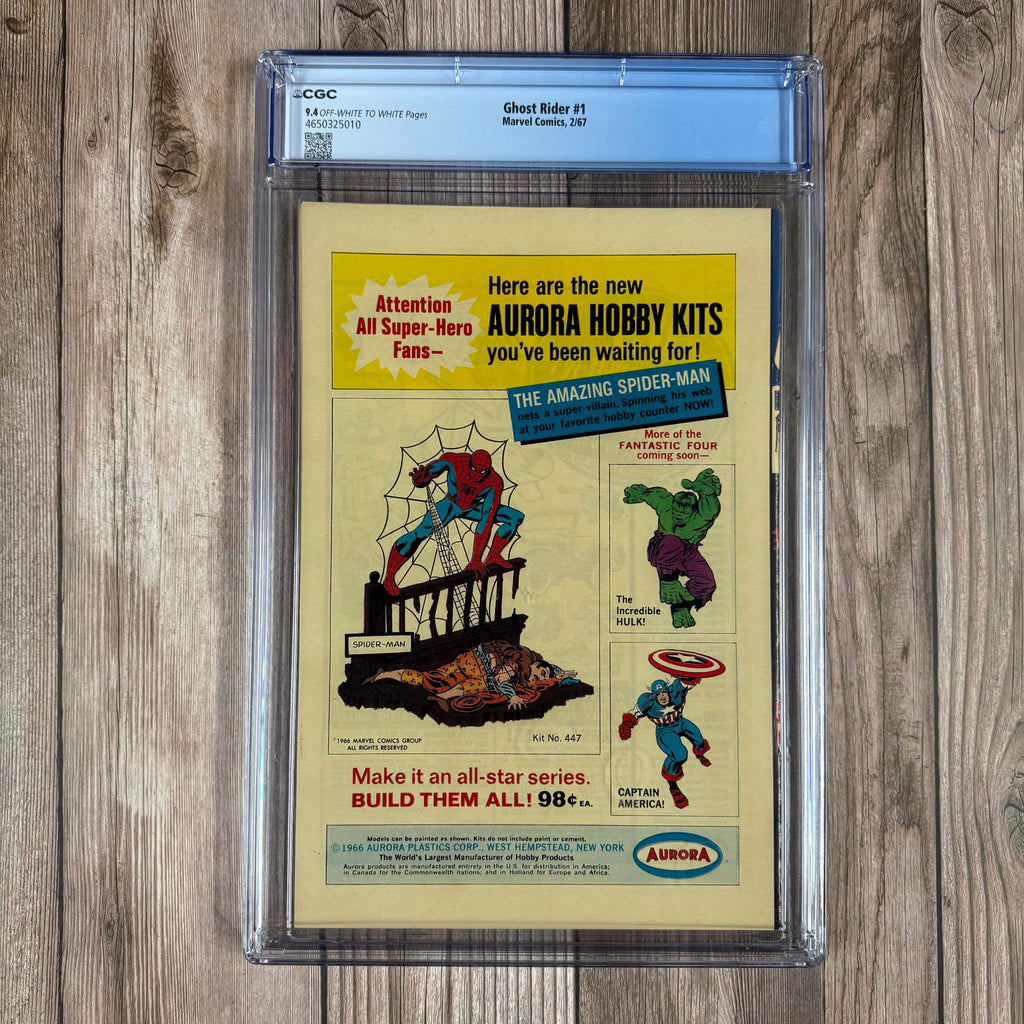 CGC
9.4 OFF-WHITE TO WHITE Pages
4650325010
Ghost Rider #1
Marvel Comics, 2/67
Attention
All Super-Hero
Fans—
Here are the new
AURORA HOBBY KITS
you've been waiting for!
THE AMAZING SPIDER-MAN
nets a super-villain. Spinning his web
at your favorite hobby counter NOW!
More of the
FANTASTIC FOUR
coming soon—
The
Incredible
HULK!
SPIDER-MAN
©1966 MARVEL COMICS GROUP
ALL RIGHTS RESERVED
Kit No. 447
CAPTAIN
AMERICA!
Make it an all-star series.
BUILD THEM ALL! 98¢ EA.
Models can be painted as shown. Kits do not include paint or cement.
©1966 AURORA PLASTICS CORP., WEST HEMPSTEAD, NEW YORK
The World's Largest Manufacturer of Hobby Products
Aurora products are manufactured entirely in the U.S. for distribution in America;
in Canada for the Commonwealth nations; and in Holland for Europe and Africa.
AURORA